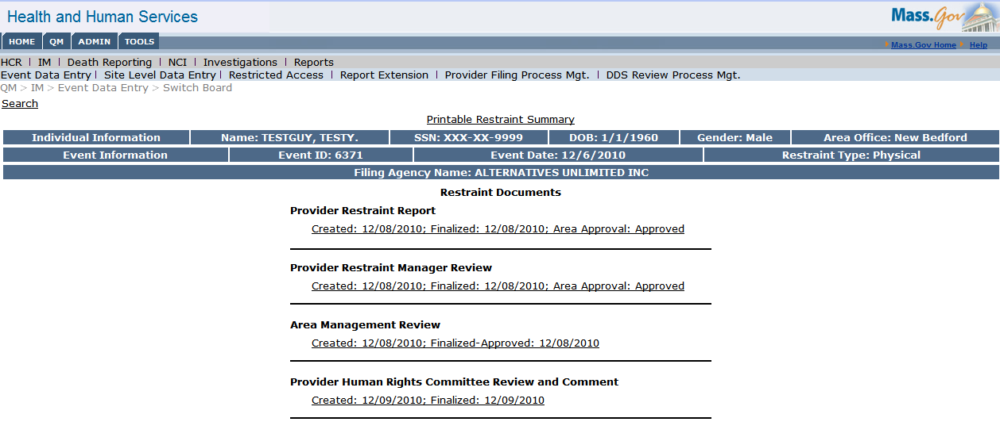 Health and Human Services
Mass.Gov
HOME QM ADMIN TOOLS
Mass.Gov Home Help
HCR | IM | Death Reporting | NCI | Investigations | Reports
Event Data Entry | Site Level Data Entry | Restricted Access | Report Extension | Provider Filing Process Mgt. | DDS Review Process Mgt.
QM > IM > Event Data Entry > Switch Board
Search
Printable Restraint Summary
Individual Information Name: TESTGUY, TESTY. SSN: XXX-XX-9999 DOB: 1/1/1960 Gender: Male Area Office: New Bedford
Event Information Event ID: 6371 Event Date: 12/6/2010 Restraint Type: Physical
Filing Agency Name: ALTERNATIVES UNLIMITED INC
Restraint Documents
Provider Restraint Report
Created: 12/08/2010; Finalized: 12/08/2010; Area Approval: Approved
Provider Restraint Manager Review
Created: 12/08/2010; Finalized: 12/08/2010; Area Approval: Approved
Area Management Review
Created: 12/08/2010; Finalized-Approved: 12/08/2010
Provider Human Rights Committee Review and Comment
Created: 12/09/2010; Finalized: 12/09/2010